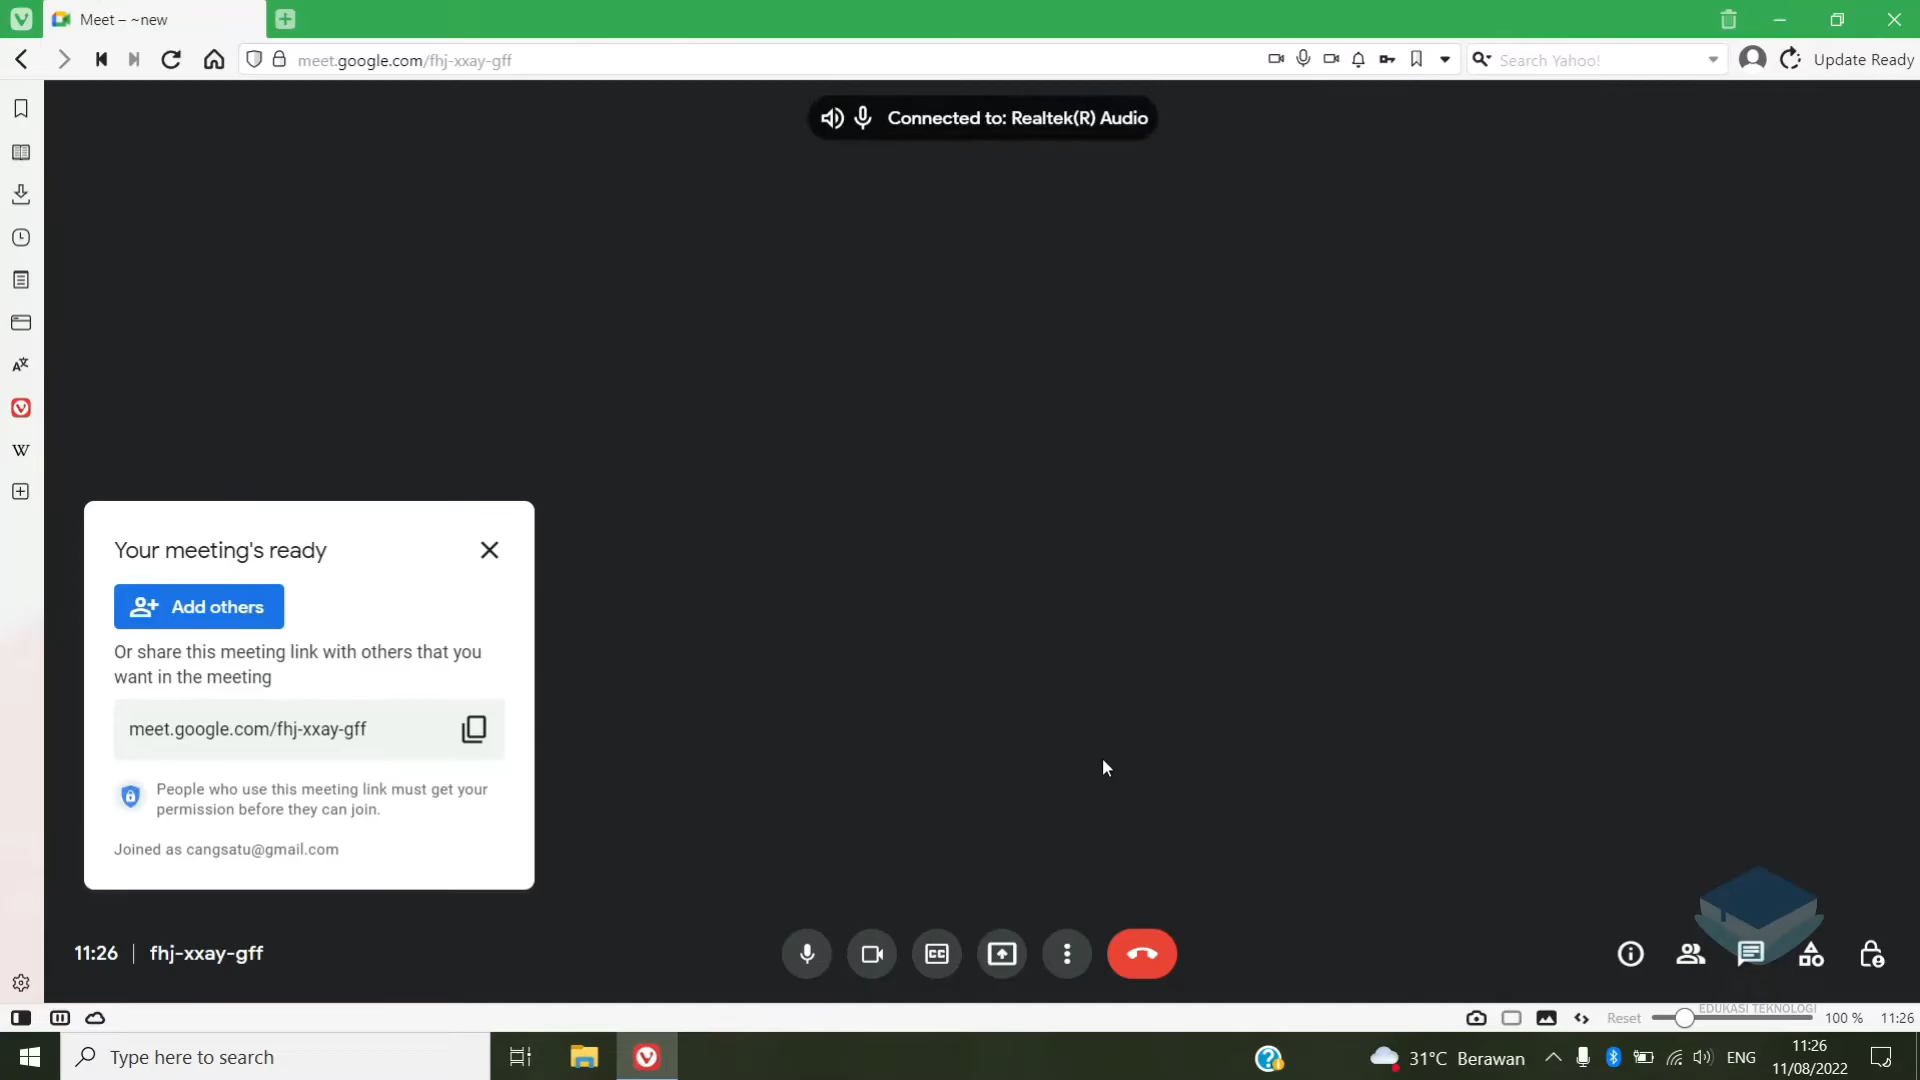 Meet – ~new
meet.google.com/fhj-xxay-gff
Search Yahoo!
Update Ready
Connected to: Realtek(R) Audio
W
Your meeting's ready
Add others
Or share this meeting link with others that you
want in the meeting
meet.google.com/fhj-xxay-gff
People who use this meeting link must get your
permission before they can join.
Joined as cangsatu@gmail.com
11:26 | fhj-xxay-gff
CC
EDUKASI TEKNOLOGI
Reset
100 %
11:26
Type here to search
31°C Berawan
ENG
11:26
11/08/2022